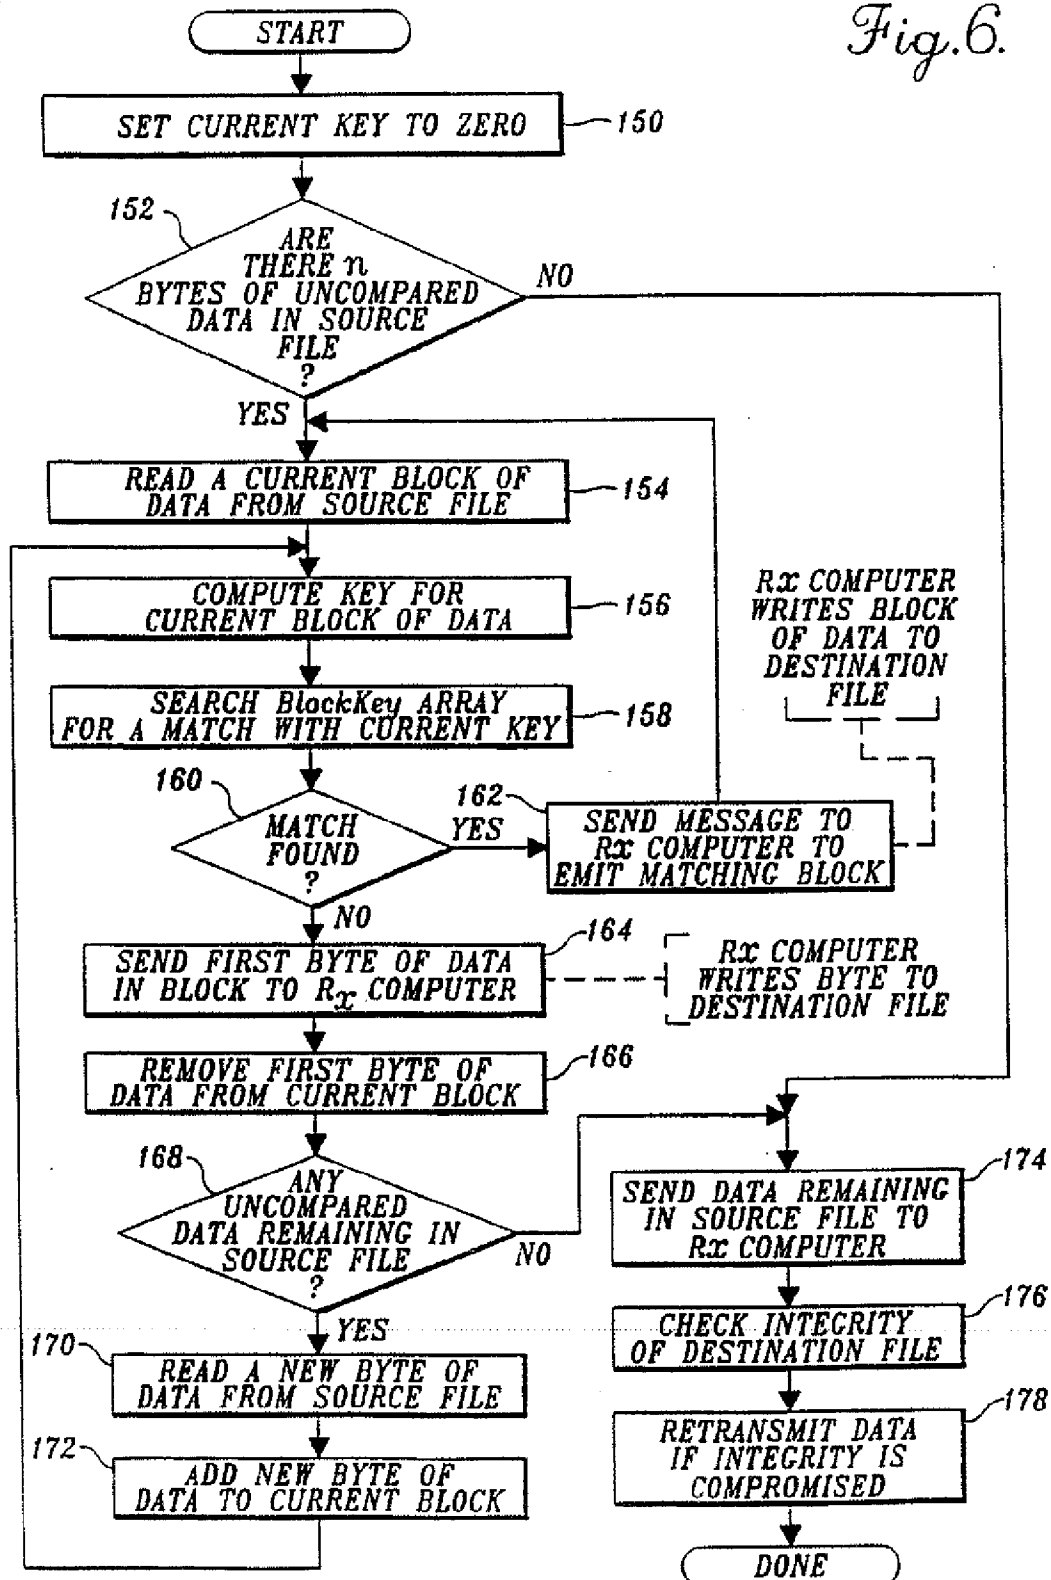 Fig.6.
START
SET CURRENT KEY TO ZERO
150
152
ARE
THERE n
BYTES OF UNCOMPARED
DATA IN SOURCE
FILE
?
NO
YES
READ A CURRENT BLOCK OF
DATA FROM SOURCE FILE
154
COMPUTE KEY FOR
CURRENT BLOCK OF DATA
156
RX COMPUTER
WRITES BLOCK
OF DATA TO
DESTINATION
FILE
SEARCH BlockKey ARRAY
FOR A MATCH WITH CURRENT KEY
158
160
MATCH
FOUND
?
YES
162
SEND MESSAGE TO
RX COMPUTER TO
EMIT MATCHING BLOCK
NO
164
SEND FIRST BYTE OF DATA
IN BLOCK TO Rx COMPUTER
RX COMPUTER
WRITES BYTE TO
DESTINATION FILE
166
REMOVE FIRST BYTE OF
DATA FROM CURRENT BLOCK
168
ANY
UNCOMPARED
DATA REMAINING IN
SOURCE FILE
?
NO
YES
174
SEND DATA REMAINING
IN SOURCE FILE TO
RX COMPUTER
176
CHECK INTEGRITY
OF DESTINATION FILE
170
READ A NEW BYTE OF
DATA FROM SOURCE FILE
178
RETRANSMIT DATA
IF INTEGRITY IS
COMPROMISED
172
ADD NEW BYTE OF
DATA TO CURRENT BLOCK
DONE